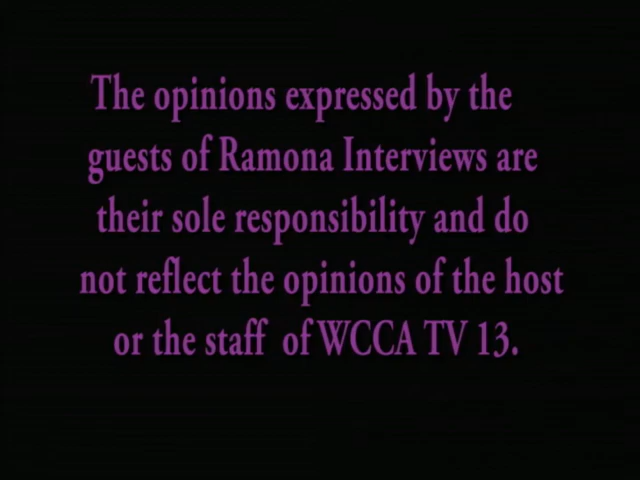 The opinions expressed by the
guests of Ramona Interviews are
their sole responsibility and do
not reflect the opinions of the host
or the staff of WCCA TV 13.